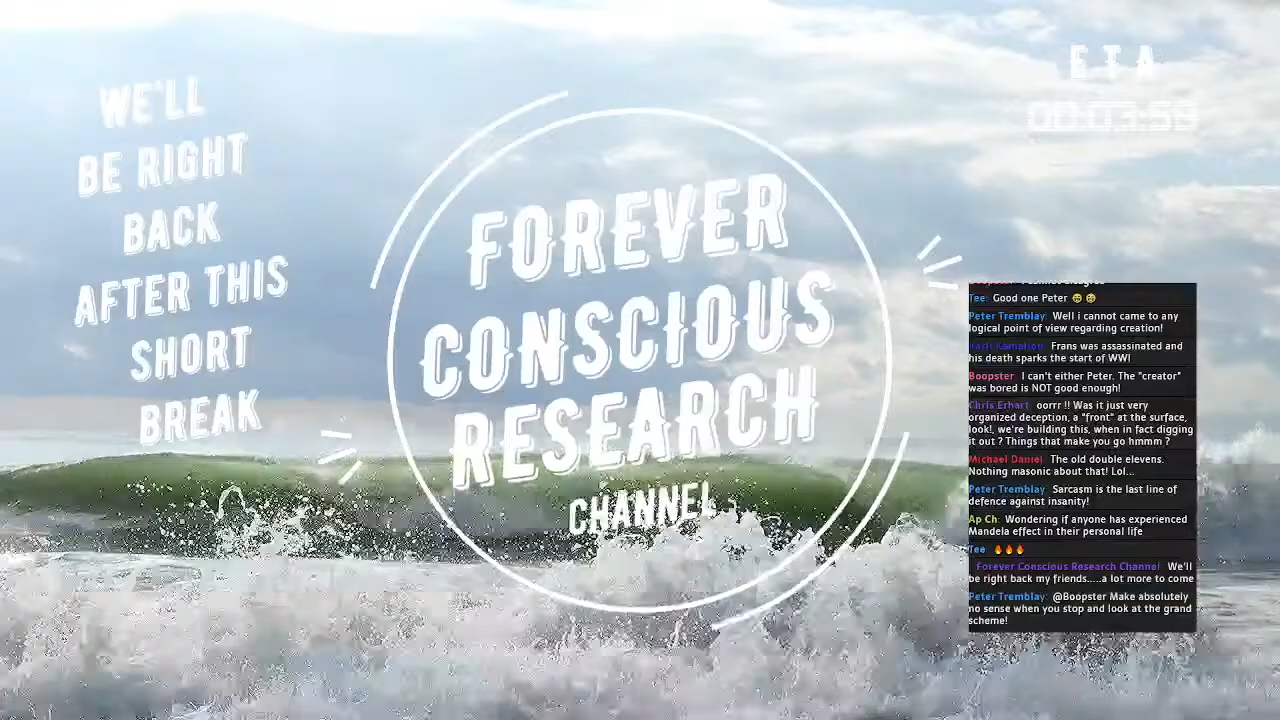 WE'LL
BE RIGHT
BACK
AFTER THIS
SHORT
BREAK
FOREVER
CONSCIOUS
RESEARCH
CHANNEL
ETA
00:03:58
Tee: Good one Peter
Peter Tremblay: Well i cannot came to any
logical point of view regarding creation!
Frans was assassinated and
his death sparks the start of WWI
Boopster: I can't either Peter. The "creator"
was bored is NOT good enough!
Chris Erhart: oorrr !! Was it just very
organized deception, a "front" at the surface,
look!, we're building this, when in fact digging
it out ? Things that make you go hmmm ?
Michael Daniel: The old double elevens.
Nothing masonic about that! Lol...
Peter Tremblay: Sarcasm is the last line of
defence against insanity!
Ap Ch: Wondering if anyone has experienced
Mandela effect in their personal life
Tee: 🔥🔥🔥
Forever Conscious Research Channel: We'll
be right back my friends.....a lot more to come
Peter Tremblay: @Boopster Make absolutely
no sense when you stop and look at the grand
scheme!